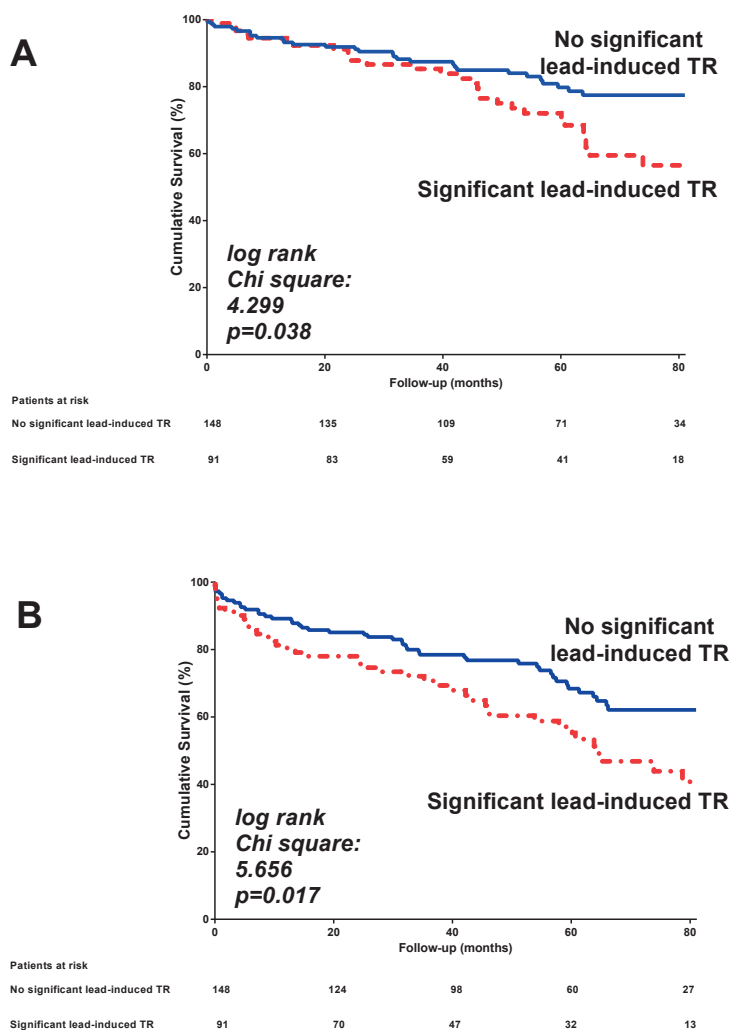 A
100
80
60
40
20
0
Cumulative Survival (%)
No significant
lead-induced TR
Significant lead-induced TR
log rank
Chi square:
4.299
p=0.038
0 20 40 60 80
Follow-up (months)
Patients at risk
No significant lead-induced TR 148 135 109 71 34
Significant lead-induced TR 91 83 59 41 18
B
100
80
60
40
20
0
Cumulative Survival (%)
No significant
lead-induced TR
Significant lead-induced TR
log rank
Chi square:
5.656
p=0.017
0 20 40 60 80
Follow-up (months)
Patients at risk
No significant lead-induced TR 148 124 98 60 27
Significant lead-induced TR 91 70 47 32 13